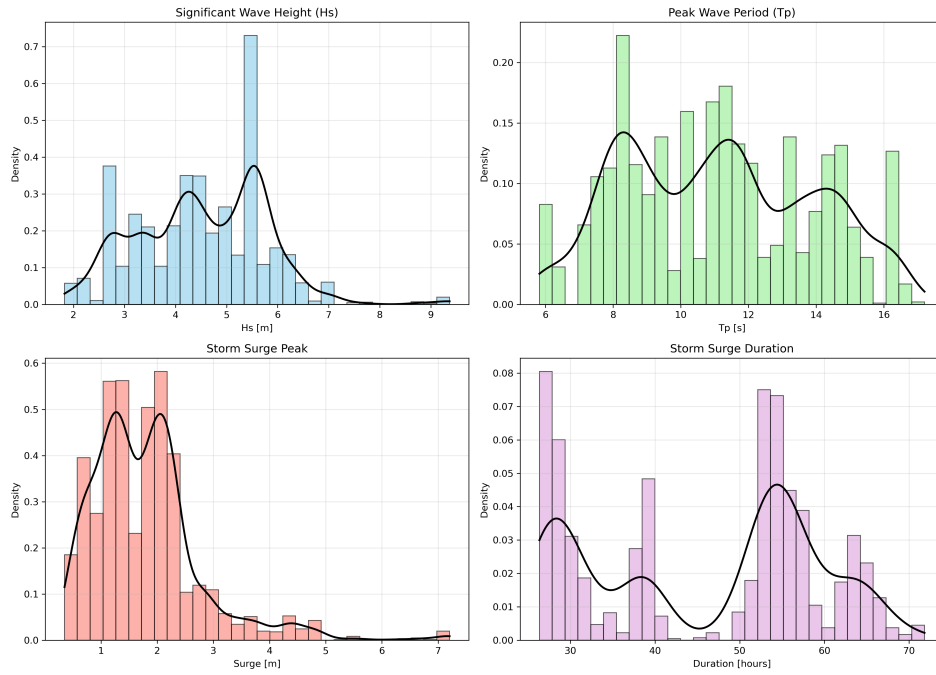 Significant Wave Height (Hs)
Density
0.0
0.1
0.2
0.3
0.4
0.5
0.6
0.7
2 3 4 5 6 7 8 9
Hs [m]
Peak Wave Period (Tp)
Density
0.00
0.05
0.10
0.15
0.20
6 8 10 12 14 16
Tp [s]
Storm Surge Peak
Density
0.0
0.1
0.2
0.3
0.4
0.5
0.6
1 2 3 4 5 6 7
Surge [m]
Storm Surge Duration
Density
0.00
0.01
0.02
0.03
0.04
0.05
0.06
0.07
0.08
30 40 50 60 70
Duration [hours]